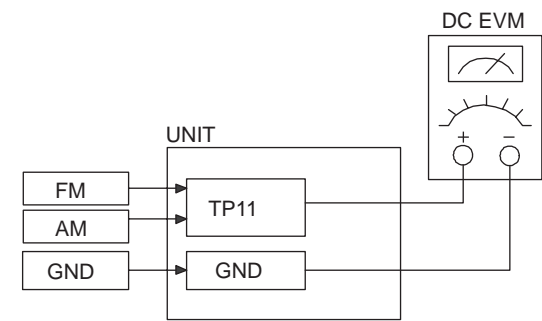 DC EVM
+ −
UNIT
FM
TP11
AM
GND
GND